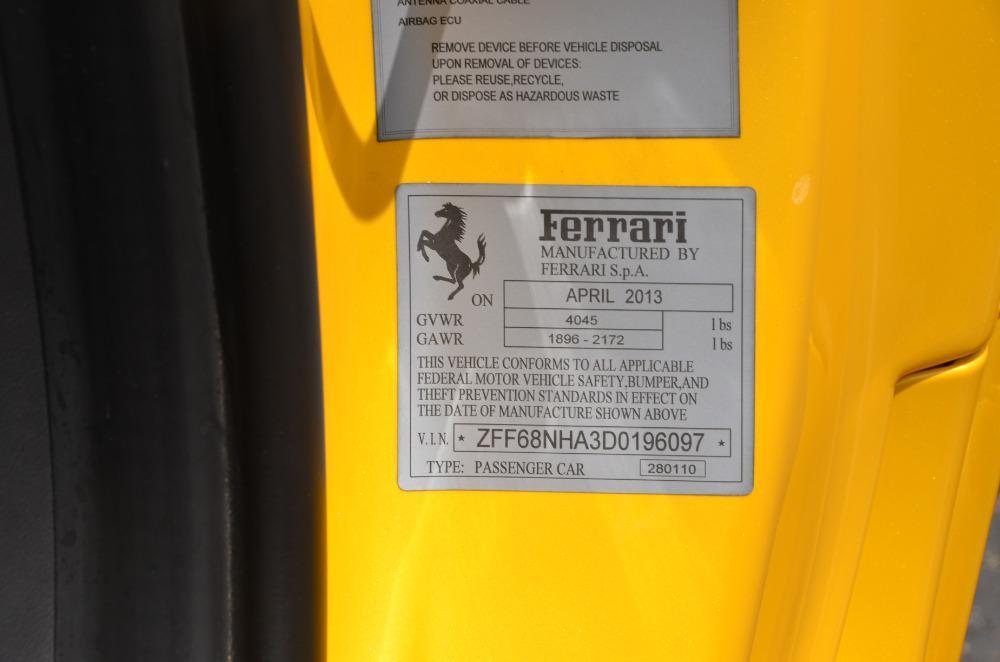 ANTENNA COAXIAL CABLE
AIRBAG ECU
REMOVE DEVICE BEFORE VEHICLE DISPOSAL
UPON REMOVAL OF DEVICES:
PLEASE REUSE,RECYCLE,
OR DISPOSE AS HAZARDOUS WASTE
Ferrari
MANUFACTURED BY
FERRARI S.p.A.
ON APRIL 2013
GVWR 4045 lbs
GAWR 1896 - 2172 lbs
THIS VEHICLE CONFORMS TO ALL APPLICABLE
FEDERAL MOTOR VEHICLE SAFETY,BUMPER,AND
THEFT PREVENTION STANDARDS IN EFFECT ON
THE DATE OF MANUFACTURE SHOWN ABOVE
V.I.N. * ZFF68NHA3D0196097 *
TYPE: PASSENGER CAR 280110